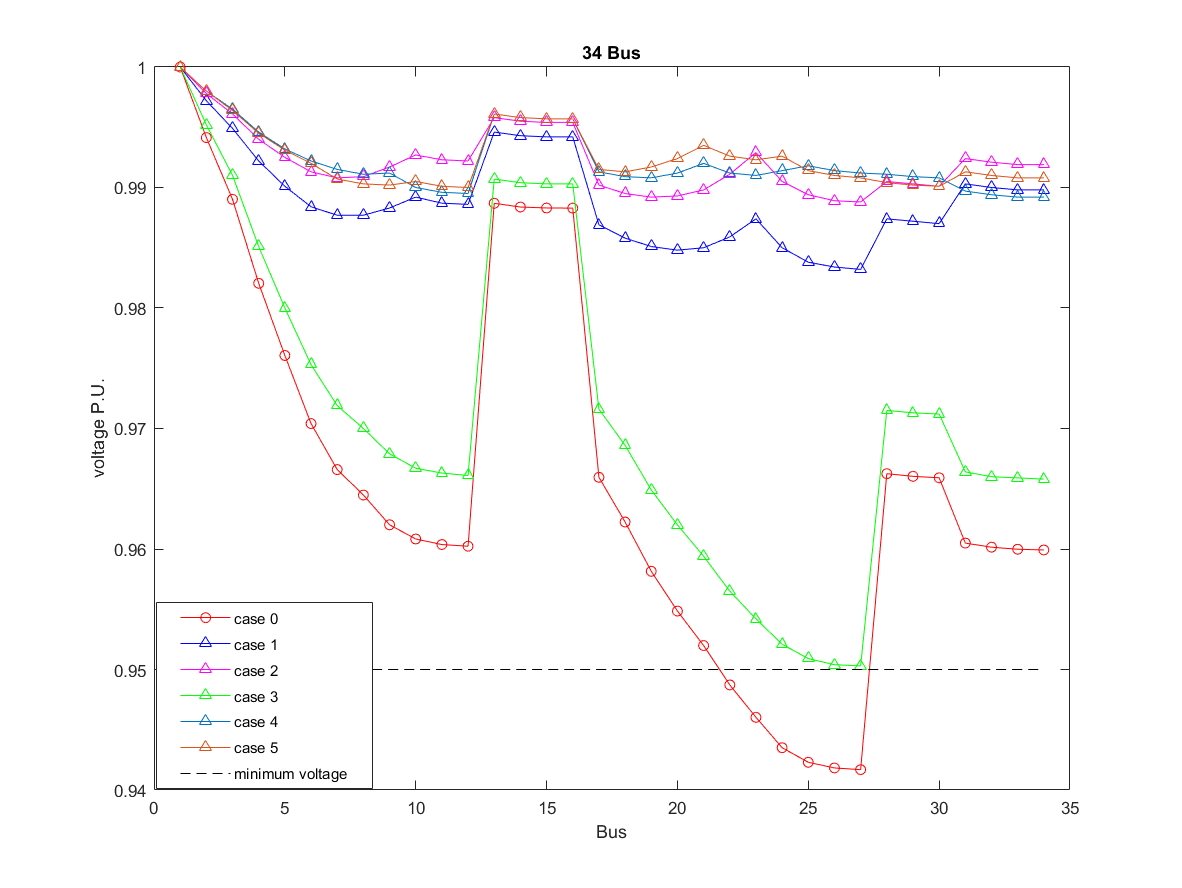 34 Bus
1
0.99
0.98
0.97
0.96
0.95
0.94
voltage P.U.
case 0
case 1
case 2
case 3
case 4
case 5
minimum voltage
0 5 10 15 20 25 30 35
Bus